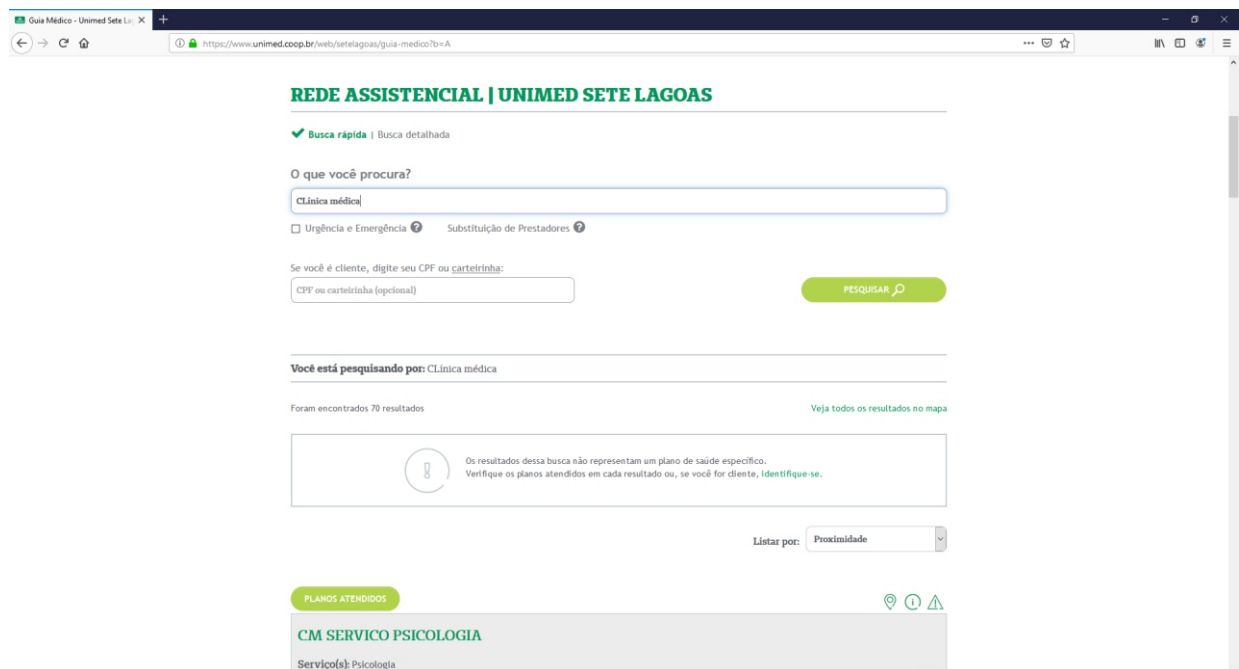 Guia Médico - Unimed Sete La
https://www.unimed.coop.br/web/setelagoas/guia-medico?b=A
REDE ASSISTENCIAL | UNIMED SETE LAGOAS
Busca rápida | Busca detalhada
O que você procura?
CLínica médica
Urgência e Emergência ? Substituição de Prestadores ?
Se você é cliente, digite seu CPF ou carteirinha:
CPF ou carteirinha (opcional) PESQUISAR
Você está pesquisando por: CLínica médica
Foram encontrados 70 resultados Veja todos os resultados no mapa
Os resultados dessa busca não representam um plano de saúde específico.
Verifique os planos atendidos em cada resultado ou, se você for cliente, identifique-se.
Listar por: Proximidade
PLANOS ATENDIDOS
CM SERVICO PSICOLOGIA
Serviço(s): Psicologia